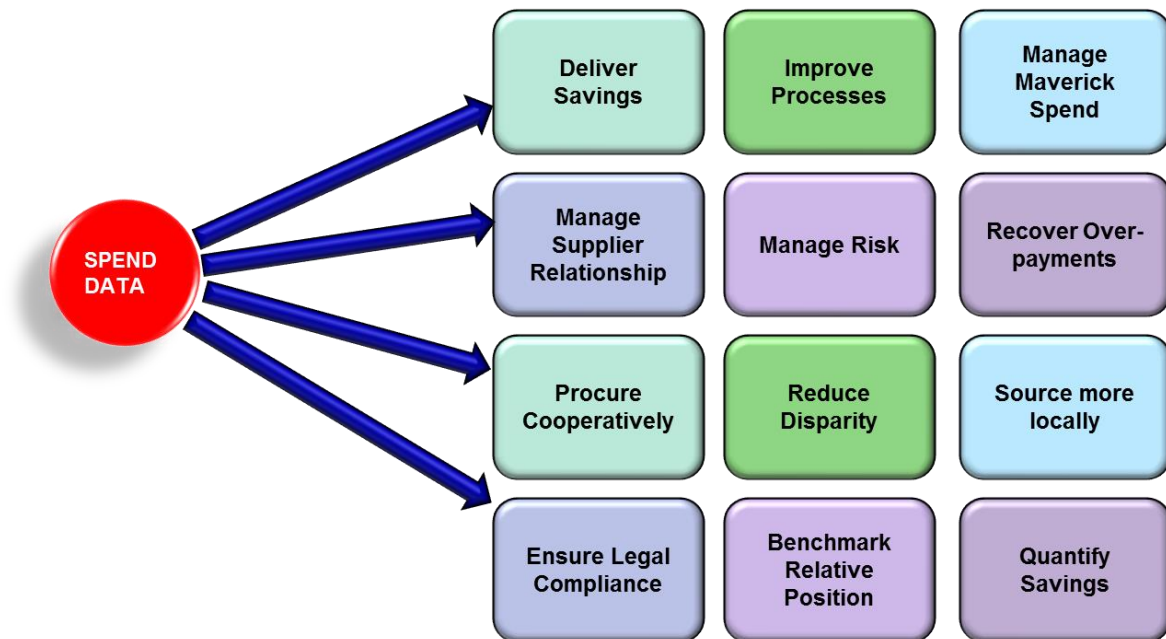 SPEND
DATA
Deliver
Savings
Improve
Processes
Manage
Maverick
Spend
Manage
Supplier
Relationship
Manage Risk
Recover Over-
payments
Procure
Cooperatively
Reduce
Disparity
Source more
locally
Ensure Legal
Compliance
Benchmark
Relative
Position
Quantify
Savings